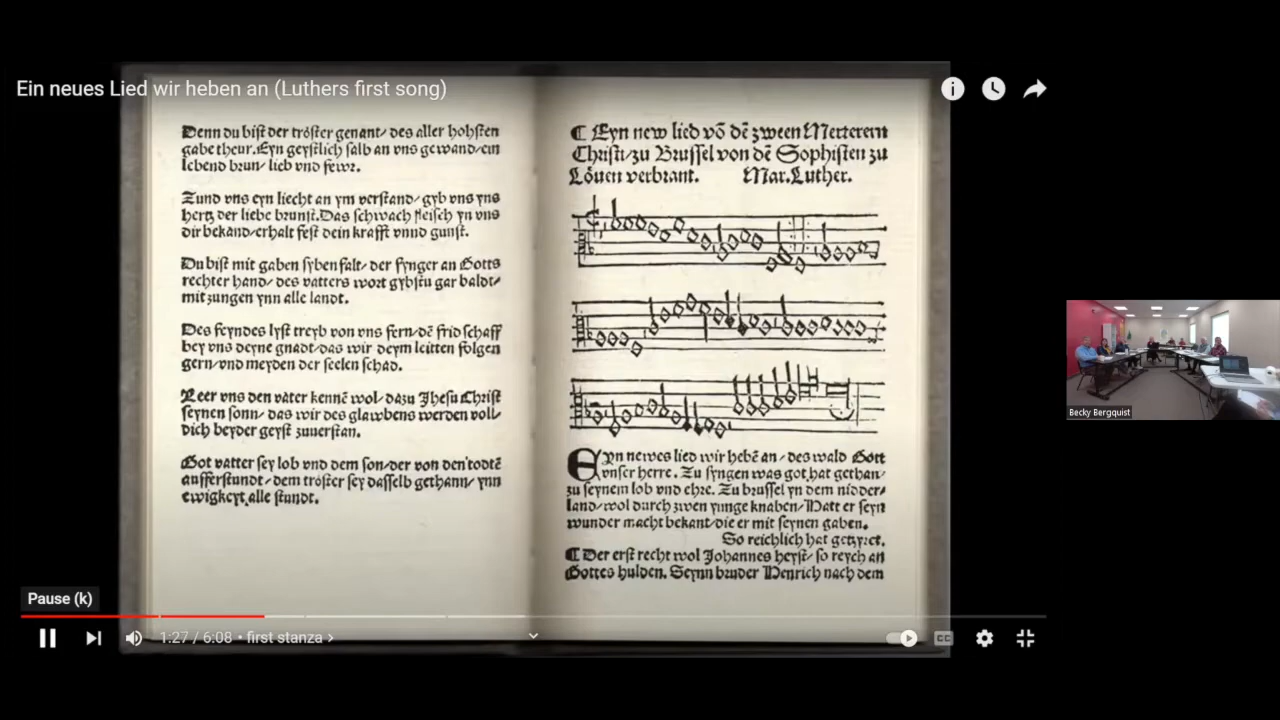 Ein neues Lied wir heben an (Luthers first song)
Denn du bist der tröster genant/ des aller hohsten
gabe theur. Eyn geystlich salb an vns gewand/ ein
lebend brun/ lieb vnd fewr.
Zund vns eyn liecht an ym verstand/ gyb vns yns
hertz der liebe brunst. Das schwach fleisch yn vns
dir bekand/ erhalt fest dein krafft vnnd gunst.
Du bist mit gaben syben falt/ der fynger an Gotts
rechter hand/ des vatters wort gybstu gar baldt/
mit zungen ynn alle landt.
Des feyndes lyst treyb von vns fern/ dē frid schaff
bey vns deyne gnadt/ das wir deym leitten folgen
gern/ vnd meyden der seelen schad.
Leer vns den vater kennē wol/ dazu Jhesu Christ
seynen sonn/ das wir des glawbens werden voll/
dich beyder geyst zuuerstan.
Got vatter sey lob vnd dem son/ der von den todtē
aufferstundt/ dem tröster sey dasselb gethann/ ynn
ewigkeyt alle stundt.
¶ Eyn new lied vō dē zween Merterern
Christi/ zu Brussel von dē Sophisten zu
Löuen verbrant. Mar. Luther.
Eyn newes lied wir hebē an/ des wald Gott
vnser herre. Zu syngen was got hat gethan/
zu seynem lob vnd ehre. Zu brussel yn dem nidder/
land/ wol durch zwen yunge knaben/ Hatt er seyn
wunder macht bekant/ die er mit seynen gaben.
So reichlich hat getzyret.
¶ Der erst recht wol Johannes heyst/ so reych an
Gottes hulden. Seynn bruder Henrich nach dem
Becky Bergquist
Pause (k)
1:27 / 6:08 • first stanza >
CC